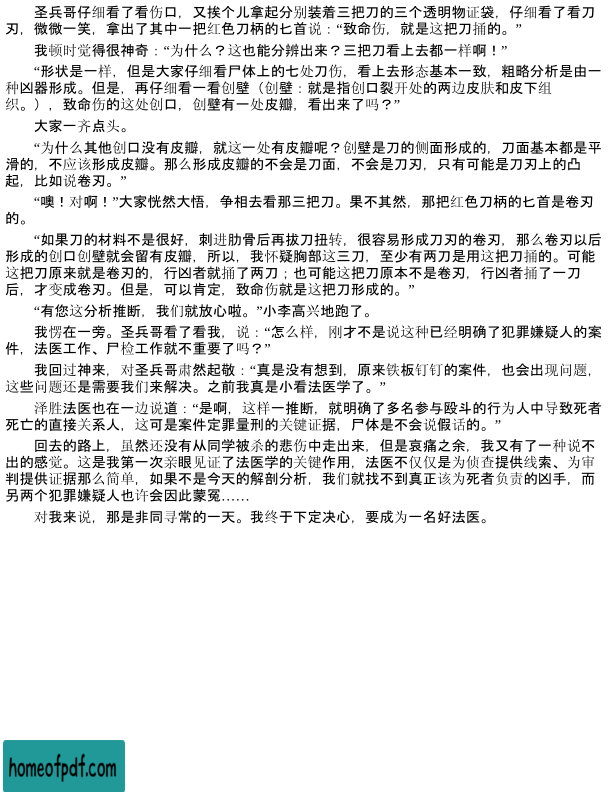 圣兵哥仔细看了看伤口，又挨个儿拿起分别装着三把刀的三个透明物证袋，仔细看了看刀
刃，微微一笑，拿出了其中一把红色刀柄的匕首说：“致命伤，就是这把刀捅的。”
我顿时觉得很神奇：“为什么？这也能分辨出来？三把刀看上去都一样啊！”
“形状是一样，但是大家仔细看尸体上的七处刀伤，看上去形态基本一致，粗略分析是由一
种凶器形成。但是，再仔细看一看创壁（创壁：就是指创口裂开处的两边皮肤和皮下组
织。），致命伤的这处创口，创壁有一处皮瓣，看出来了吗？”
大家一齐点头。
“为什么其他创口没有皮瓣，就这一处有皮瓣呢？创壁是刀的侧面形成的，刀面基本都是平
滑的，不应该形成皮瓣。那么形成皮瓣的不会是刀面，不会是刀刃，只有可能是刀刃上的凸
起，比如说卷刃。”
“噢！对啊！”大家恍然大悟，争相去看那三把刀。果不其然，那把红色刀柄的匕首是卷刃
的。
“如果刀的材料不是很好，刺进肋骨后再拔刀扭转，很容易形成刀刃的卷刃，那么卷刃以后
形成的创口创壁就会留有皮瓣，所以，我怀疑胸部这三刀，至少有两刀是用这把刀捅的。可能
这把刀原来就是卷刃的，行凶者就捅了两刀；也可能这把刀原本不是卷刃，行凶者捅了一刀
后，才变成卷刃。但是，可以肯定，致命伤就是这把刀形成的。”
“有您这分析推断，我们就放心啦。”小李高兴地跑了。
我愣在一旁。圣兵哥看了看我，说：“怎么样，刚才不是说这种已经明确了犯罪嫌疑人的案
件，法医工作、尸检工作就不重要了吗？”
我回过神来，对圣兵哥肃然起敬：“真是没有想到，原来铁板钉钉的案件，也会出现问题，
这些问题还是需要我们来解决。之前我真是小看法医学了。”
泽胜法医也在一边说道：“是啊，这样一推断，就明确了多名参与殴斗的行为人中导致死者
死亡的直接关系人，这可是案件定罪量刑的关键证据，尸体是不会说假话的。”
回去的路上，虽然还没有从同学被杀的悲伤中走出来，但是哀痛之余，我又有了一种说不
出的感觉。这是我第一次亲眼见证了法医学的关键作用，法医不仅仅是为侦查提供线索、为审
判提供证据那么简单，如果不是今天的解剖分析，我们就找不到真正该为死者负责的凶手，而
另两个犯罪嫌疑人也许会因此蒙冤……
对我来说，那是非同寻常的一天。我终于下定决心，要成为一名好法医。
homeofpdf.com